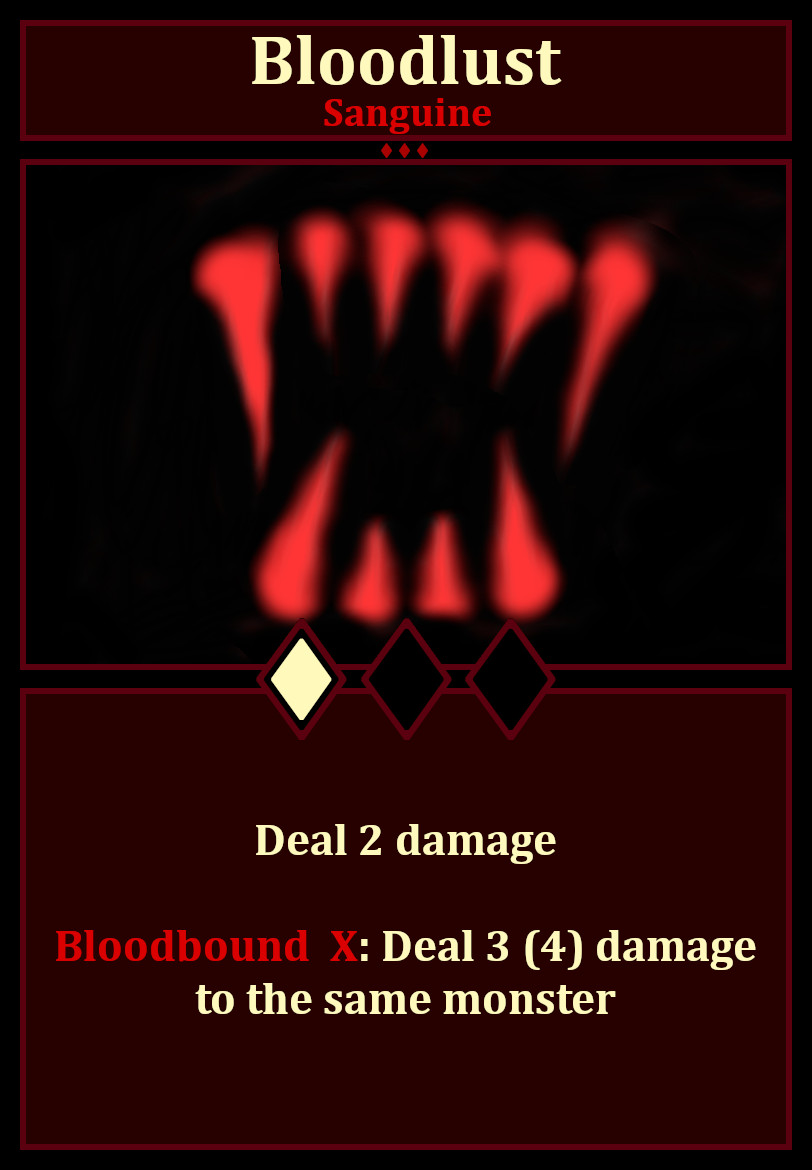 Bloodlust
Sanguine
Deal 2 damage
Bloodbound X: Deal 3 (4) damage
to the same monster